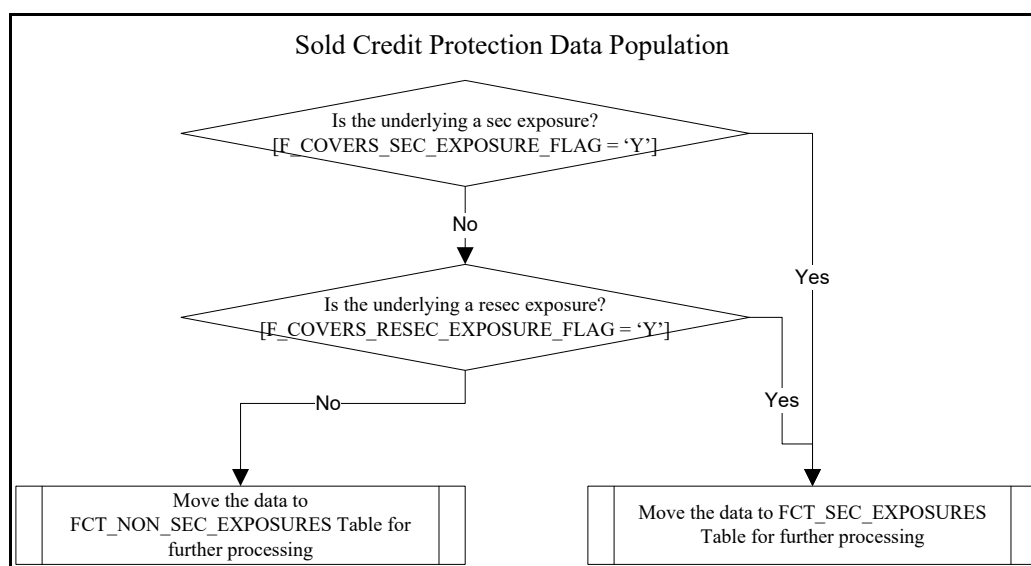 Sold Credit Protection Data Population
Is the underlying a sec exposure?
[F_COVERS_SEC_EXPOSURE_FLAG = ‘Y’]
No
Yes
Is the underlying a resec exposure?
[F_COVERS_RESEC_EXPOSURE_FLAG = ‘Y’]
No
Yes
Move the data to
FCT_NON_SEC_EXPOSURES Table for
further processing
Move the data to FCT_SEC_EXPOSURES
Table for further processing